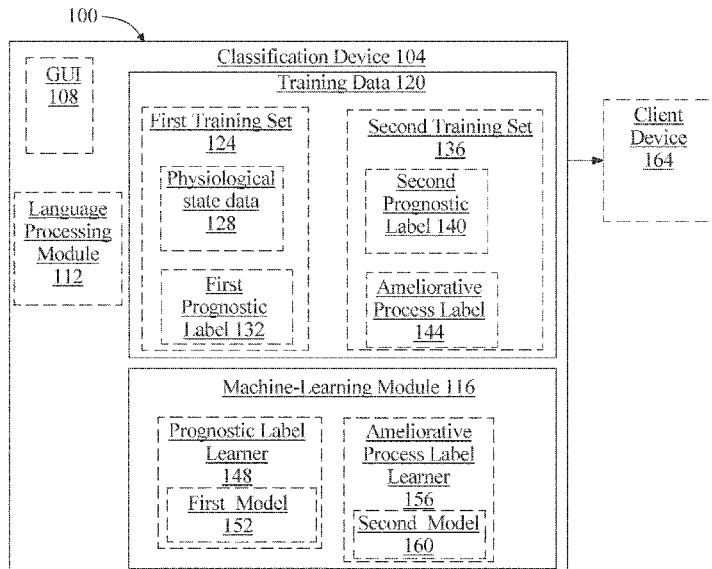 100
Classification Device 104
GUI
108
Language
Processing
Module
112
Training Data 120
First Training Set
124
Physiological
state data
128
First
Prognostic
Label 132
Second Training Set
136
Second
Prognostic
Label 140
Ameliorative
Process Label
144
Client
Device
164
Machine-Learning Module 116
Prognostic Label
Learner
148
First Model
152
Ameliorative
Process Label
Learner
156
Second Model
160